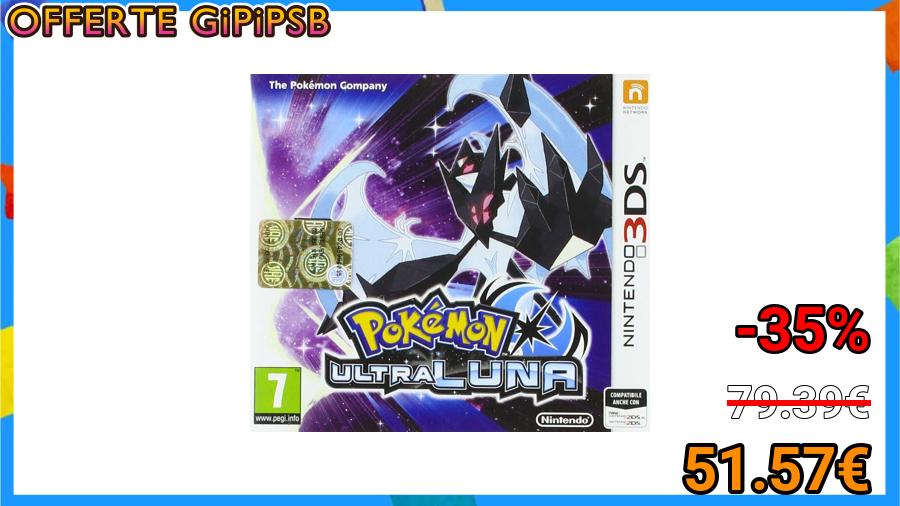 OFFERTE GiPiPSB
The Pokémon Company
NINTENDO
NETWORK
NINTENDO 3DS
POKéMON
ULTRALUNA
7
www.pegi.info
Nintendo
COMPATIBILE
ANCHE CON
-35%
79.39€
51.57€